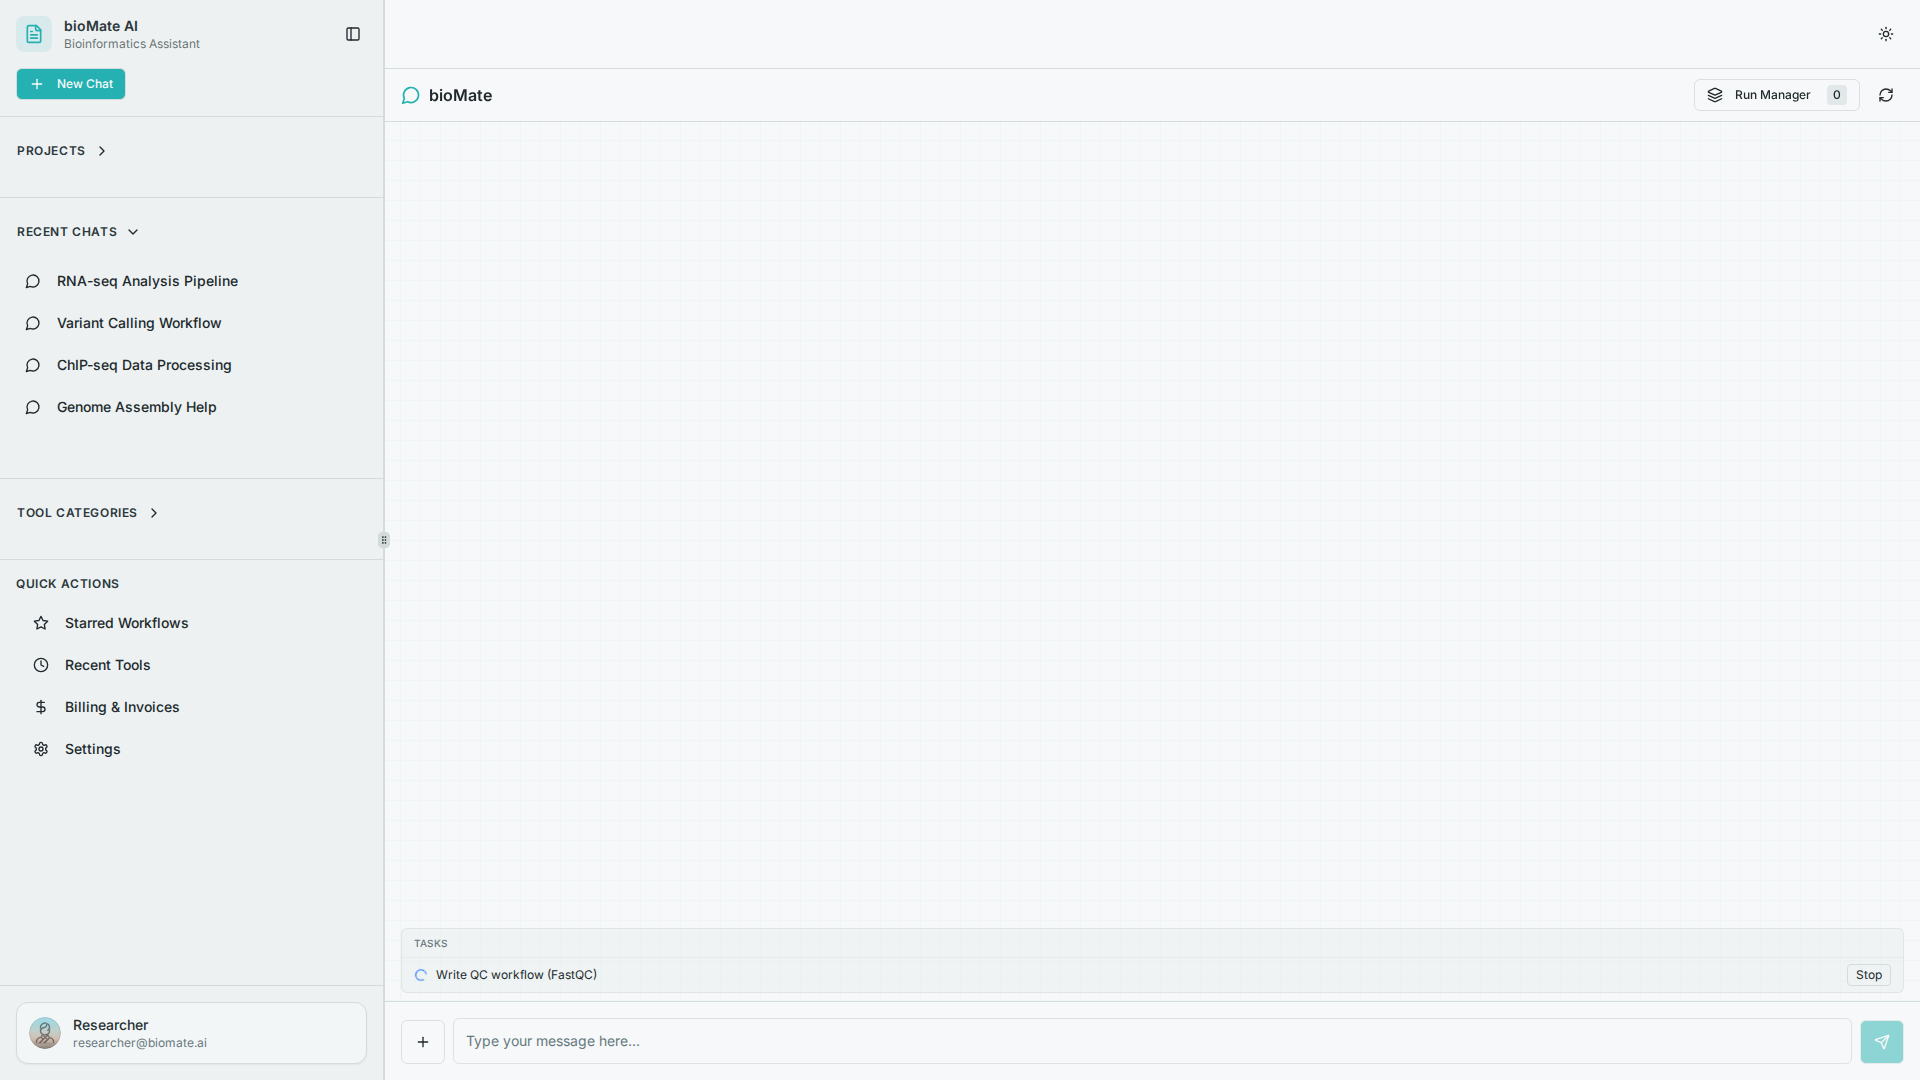 bioMate AI
Bioinformatics Assistant
New Chat
PROJECTS
RECENT CHATS
RNA-seq Analysis Pipeline
Variant Calling Workflow
ChIP-seq Data Processing
Genome Assembly Help
TOOL CATEGORIES
QUICK ACTIONS
Starred Workflows
Recent Tools
Billing & Invoices
Settings
Researcher
researcher@biomate.ai
bioMate
Run Manager 0
TASKS
Write QC workflow (FastQC)
Stop
Type your message here...